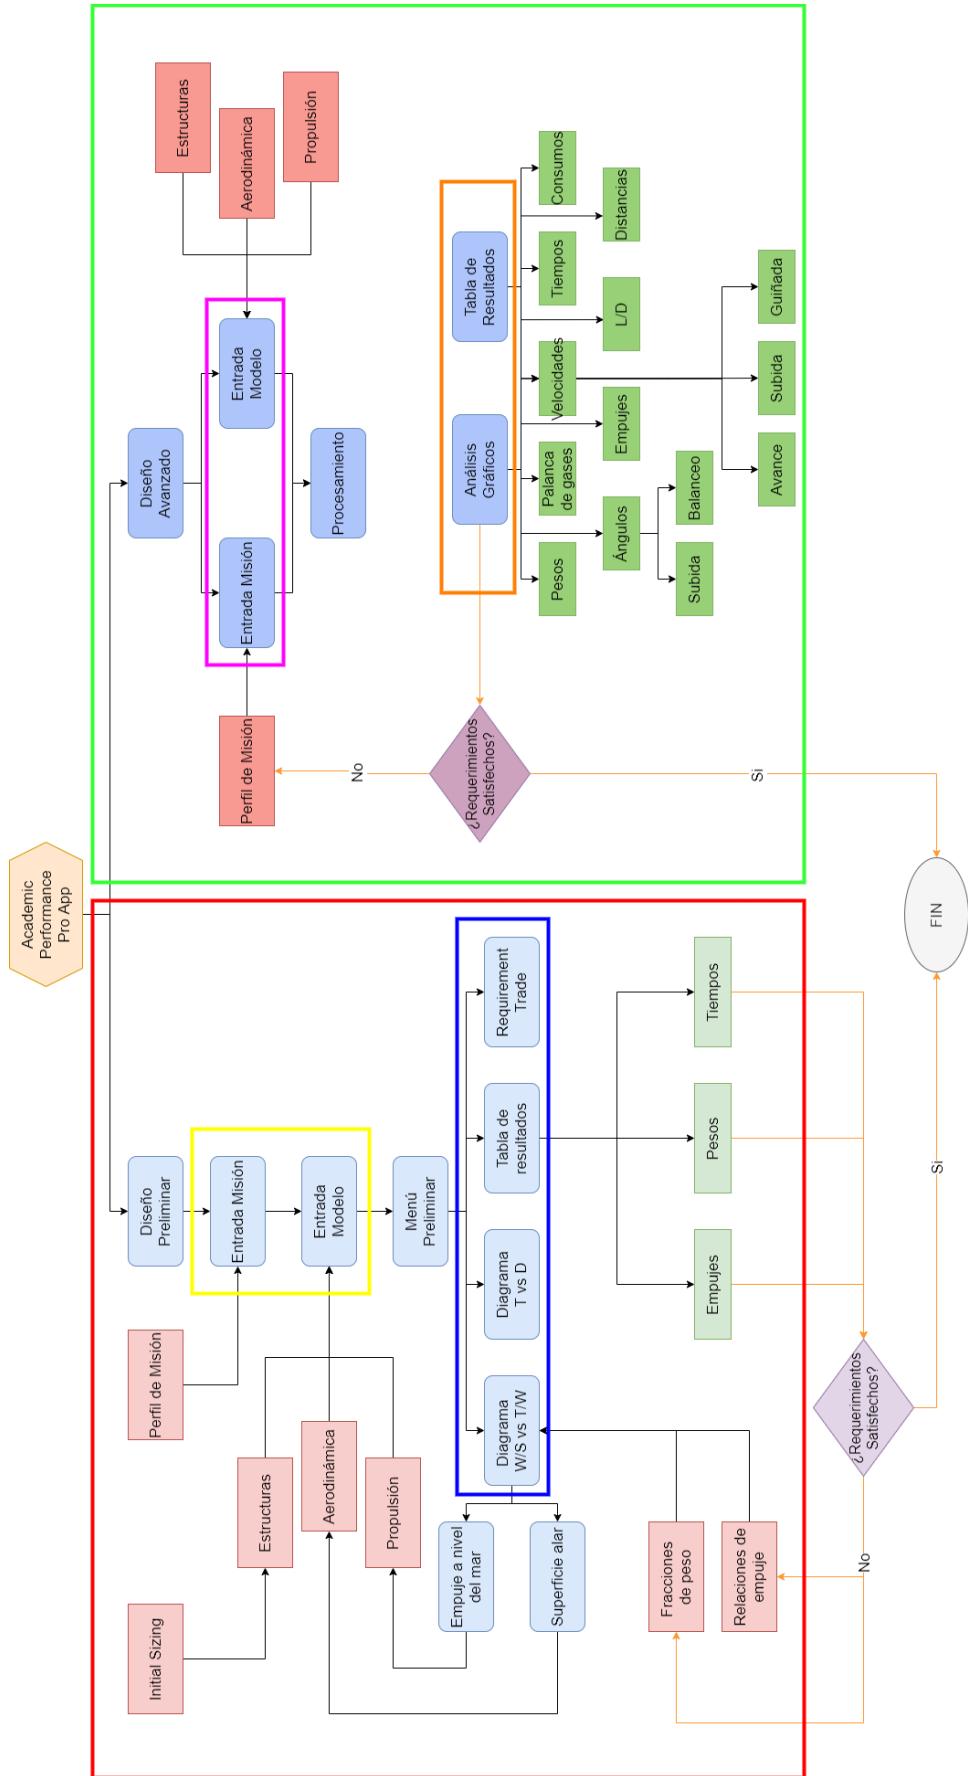 Academic
Performance
Pro App
Diseño
Preliminar
Initial Sizing
Perfil de Misión
Entrada Misión
Estructuras
Aerodinámica
Propulsión
Entrada
Modelo
Menú
Preliminar
Diagrama
W/S vs T/W
Diagrama
T vs D
Tabla de
resultados
Requirement
Trade
Empuje a nivel
del mar
Superficie alar
Fracciones
de peso
Relaciones de
empuje
Empujes
Pesos
Tiempos
¿Requerimientos
Satisfechos?
No
Si
FIN
Diseño
Avanzado
Estructuras
Aerodinámica
Propulsión
Perfil de Misión
Entrada Misión
Entrada
Modelo
Procesamiento
Análisis
Gráficos
Tabla de
Resultados
Pesos
Palanca
de gases
Velocidades
Tiempos
Consumos
Ángulos
Empujes
L/D
Distancias
Subida
Balanceo
Avance
Subida
Guiñada
¿Requerimientos
Satisfechos?
No
Si